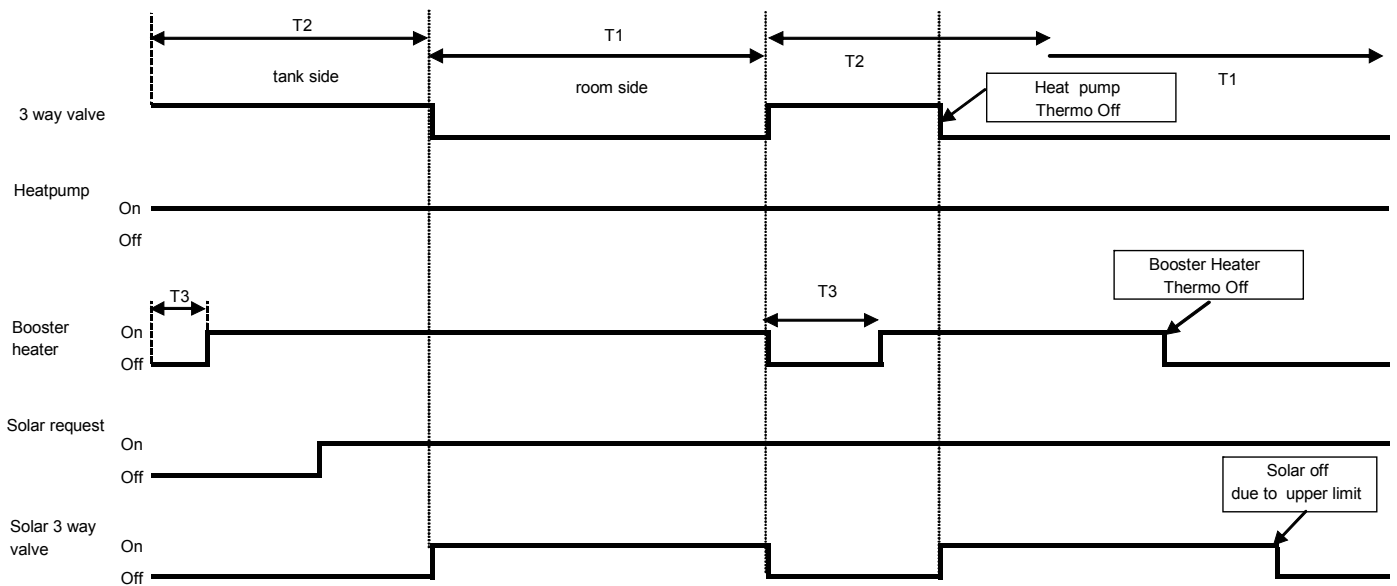 T2
T1
T2
T1
tank side
room side
Heat pump
Thermo Off
3 way valve
Heatpump
On
Off
Booster Heater
Thermo Off
T3
T3
Booster
heater
On
Off
Solar request
On
Off
Solar off
due to upper limit
Solar 3 way
valve
On
Off